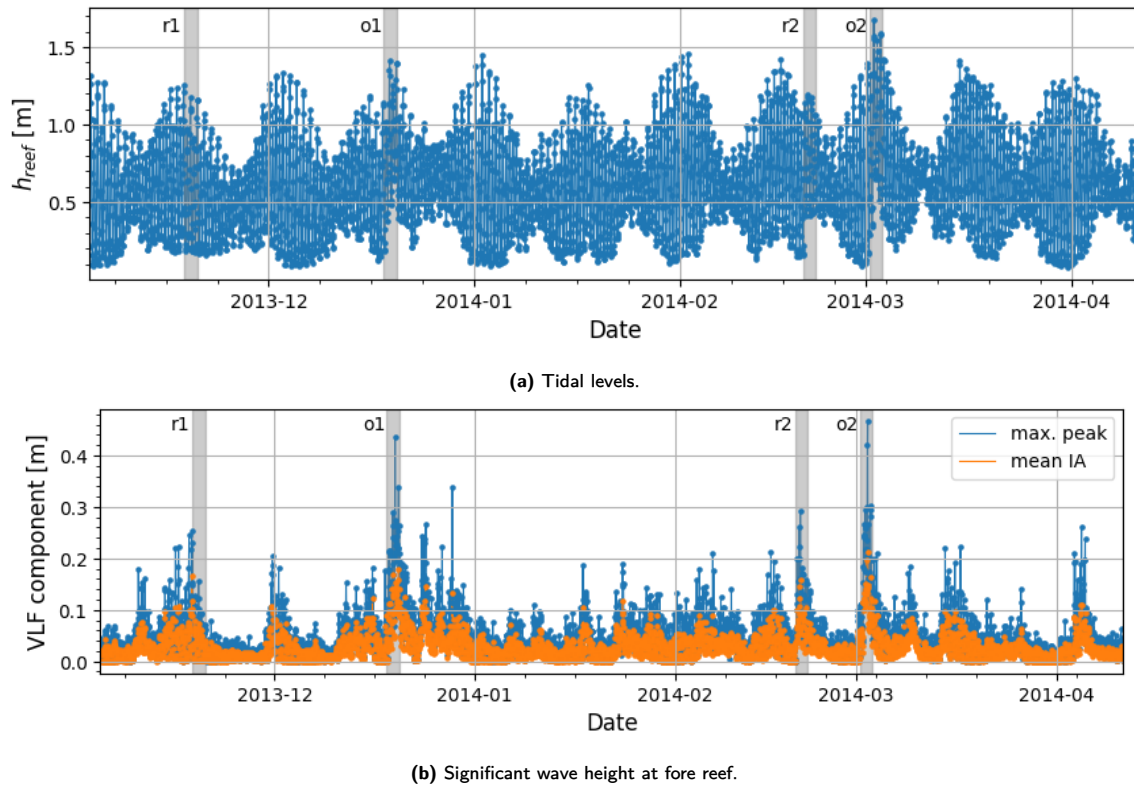 r1 o1 r2 o2
1.5
1.0
0.5
h_reef [m]
2013-12 2014-01 2014-02 2014-03 2014-04
Date
(a) Tidal levels.
r1 o1 r2 o2
max. peak
mean IA
0.4
0.3
0.2
0.1
0.0
VLF component [m]
2013-12 2014-01 2014-02 2014-03 2014-04
Date
(b) Significant wave height at fore reef.